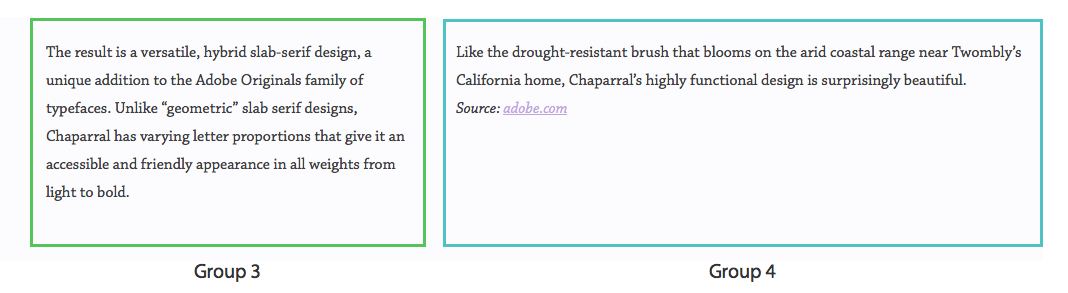 The result is a versatile, hybrid slab-serif design, a
unique addition to the Adobe Originals family of
typefaces. Unlike “geometric” slab serif designs,
Chaparral has varying letter proportions that give it an
accessible and friendly appearance in all weights from
light to bold.
Group 3
Like the drought-resistant brush that blooms on the arid coastal range near Twombly’s
California home, Chaparral’s highly functional design is surprisingly beautiful.
Source: adobe.com
Group 4